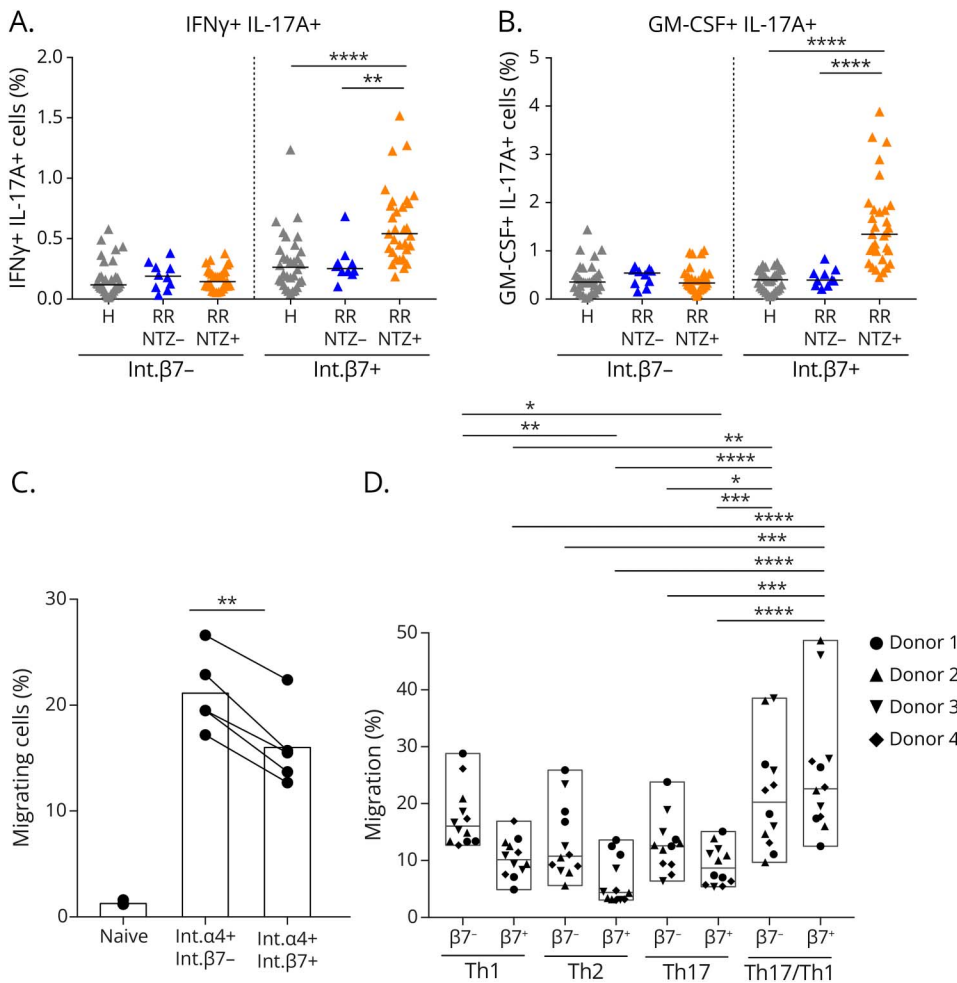 A.
IFNγ+ IL-17A+
IFNγ+ IL-17A+ cells (%)
2.0
1.5
1.0
0.5
0.0
****
**
H RR RR H RR RR
NTZ– NTZ+ NTZ– NTZ+
Int.β7– Int.β7+
B.
GM-CSF+ IL-17A+
GM-CSF+ IL-17A+ cells (%)
5
4
3
2
1
0
****
****
H RR RR H RR RR
NTZ– NTZ+ NTZ– NTZ+
Int.β7– Int.β7+
C.
Migrating cells (%)
30
20
10
0
**
Naive Int.α4+ Int.α4+
Int.β7– Int.β7+
D.
*
**
**
****
*
***
****
***
****
***
****
Migration (%)
50
40
30
20
10
0
β7⁻ β7⁺ β7⁻ β7⁺ β7⁻ β7⁺ β7⁻ β7⁺
Th1 Th2 Th17 Th17/Th1
Donor 1
Donor 2
Donor 3
Donor 4